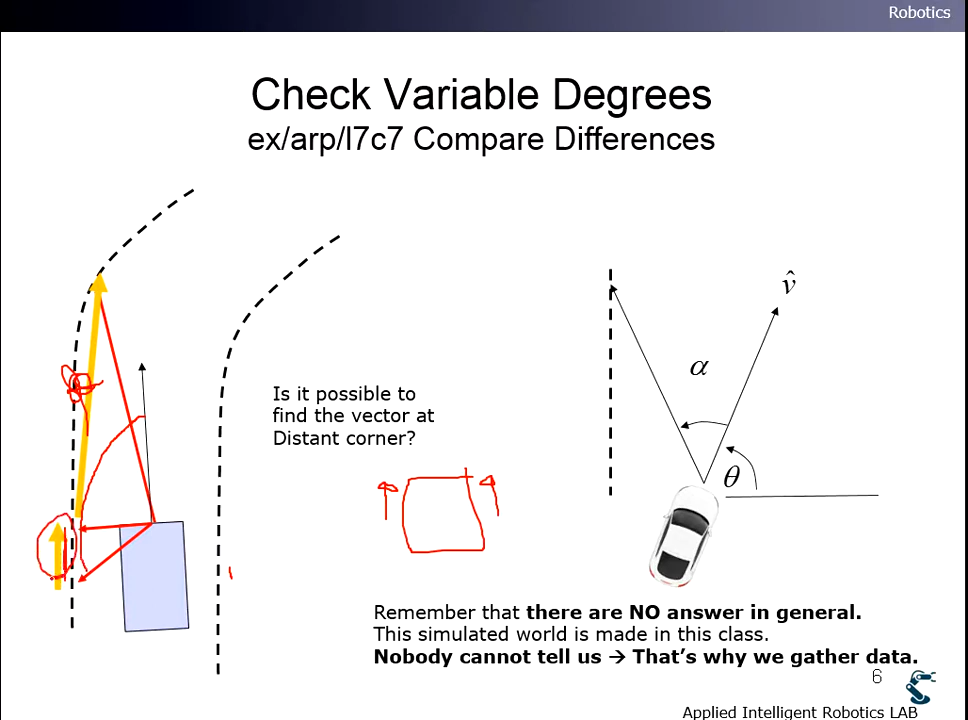 Robotics
Check Variable Degrees
ex/arp/l7c7 Compare Differences
Is it possible to
find the vector at
Distant corner?
v̂
α
θ
Remember that there are NO answer in general.
This simulated world is made in this class.
Nobody cannot tell us → That's why we gather data.
6
Applied Intelligent Robotics LAB